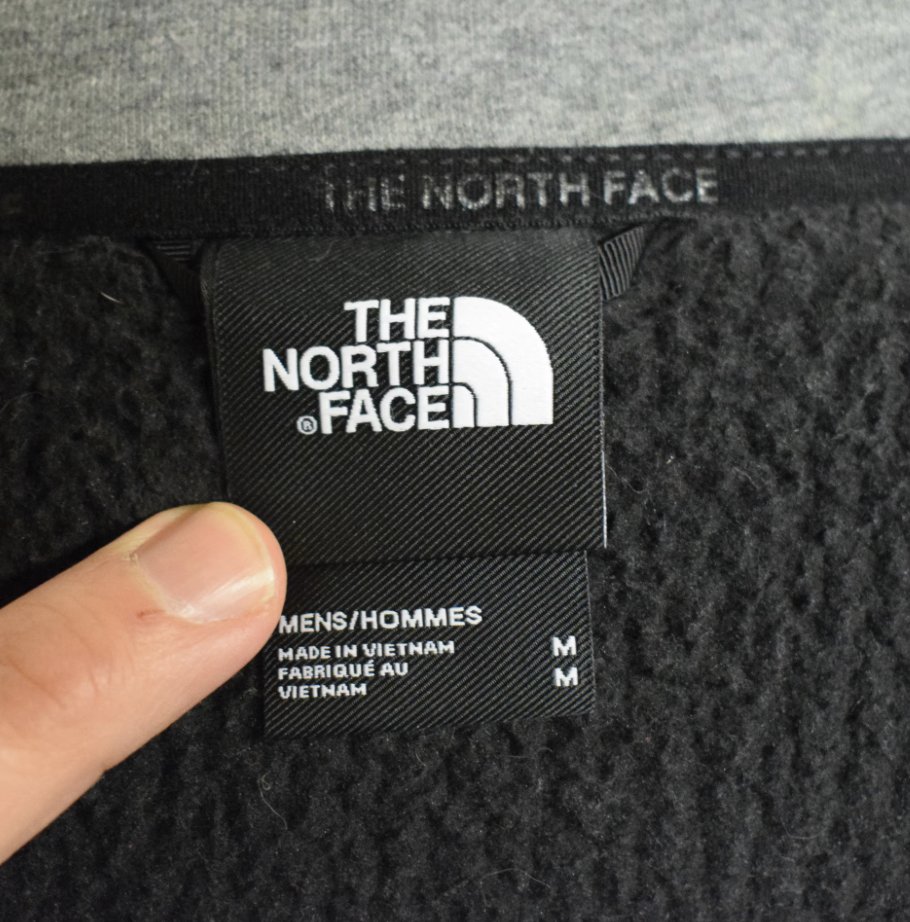 THE NORTH FACE
THE
NORTH
®FACE
MENS/HOMMES
MADE IN VIETNAM M
FABRIQUÉ AU M
VIETNAM